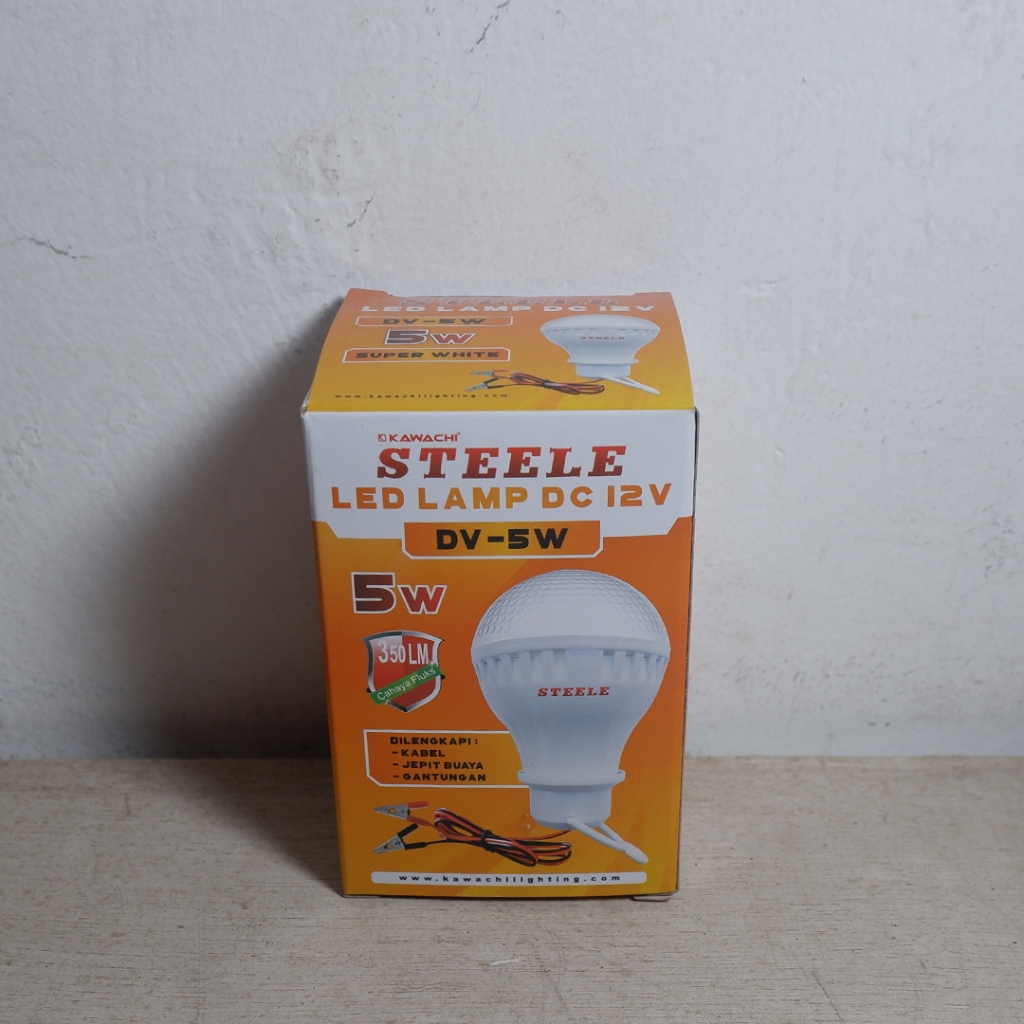 LED LAMP DC 12V
DV-5W
5W
SUPER WHITE
STEELE
www.kawachilighting.com
KAWACHI®
STEELE
LED LAMP DC 12V
DV-5W
5W
350 LM
Cahaya Fluks
STEELE
DILENGKAPI :
- KABEL
- JEPIT BUAYA
- GANTUNGAN
www.kawachilighting.com